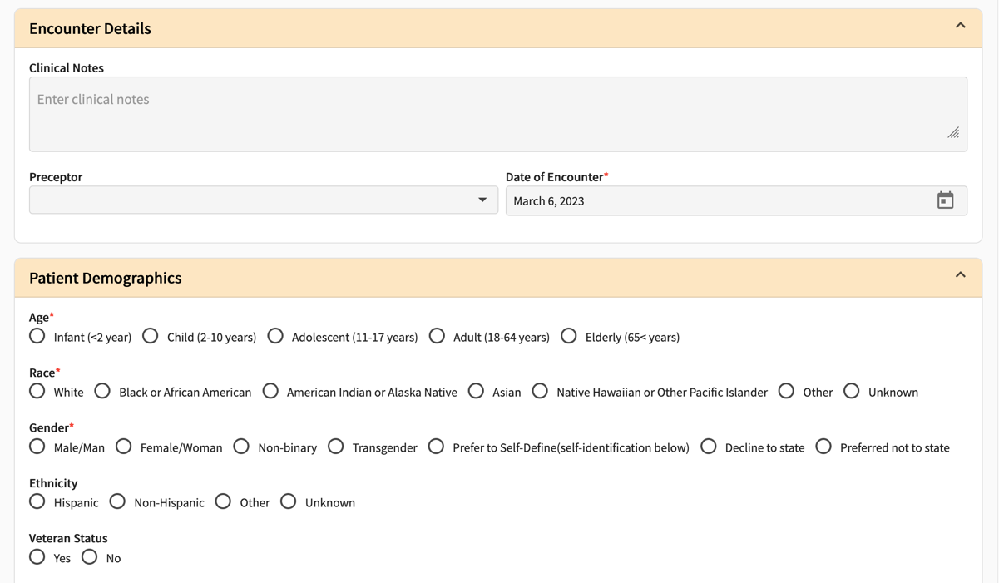 Encounter Details
Clinical Notes
Enter clinical notes
Preceptor
Date of Encounter*
March 6, 2023
Patient Demographics
Age*
Infant (<2 year) Child (2-10 years) Adolescent (11-17 years) Adult (18-64 years) Elderly (65< years)
Race*
White Black or African American American Indian or Alaska Native Asian Native Hawaiian or Other Pacific Islander Other Unknown
Gender*
Male/Man Female/Woman Non-binary Transgender Prefer to Self-Define(self-identification below) Decline to state Preferred not to state
Ethnicity
Hispanic Non-Hispanic Other Unknown
Veteran Status
Yes No